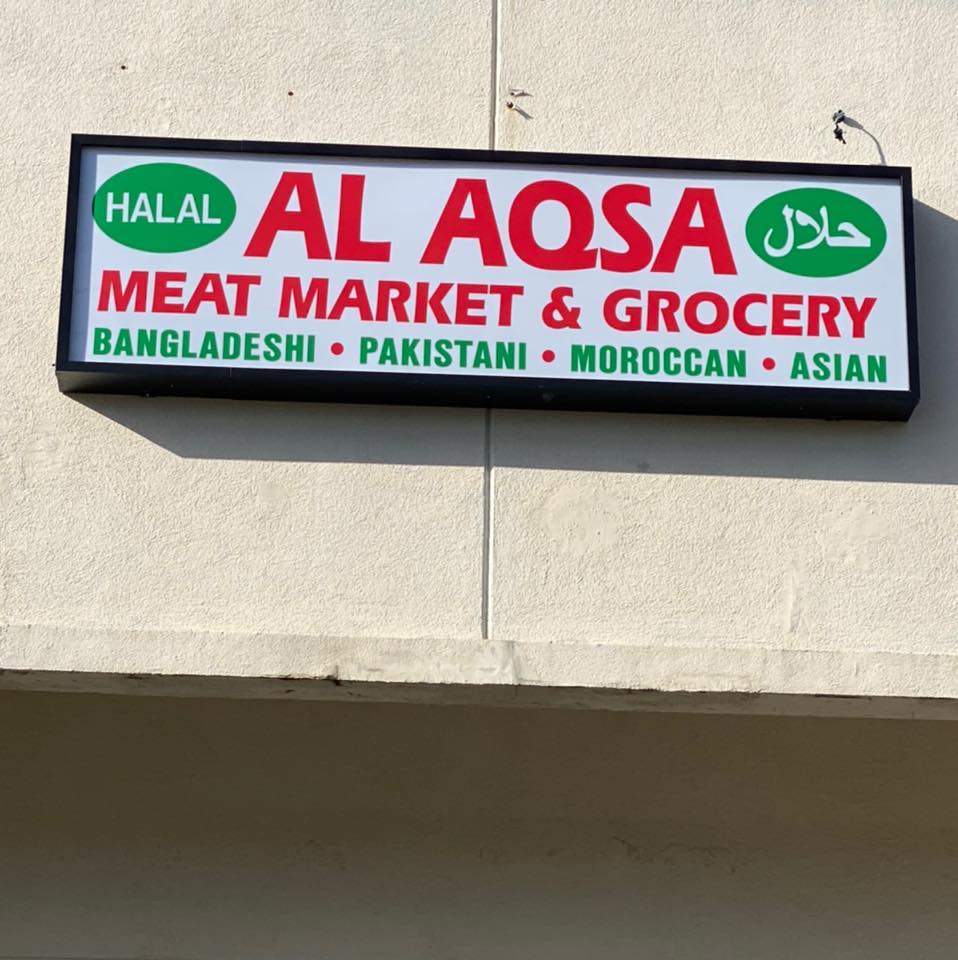 HALAL
AL AQSA
حلال
MEAT MARKET & GROCERY
BANGLADESHI • PAKISTANI • MOROCCAN • ASIAN